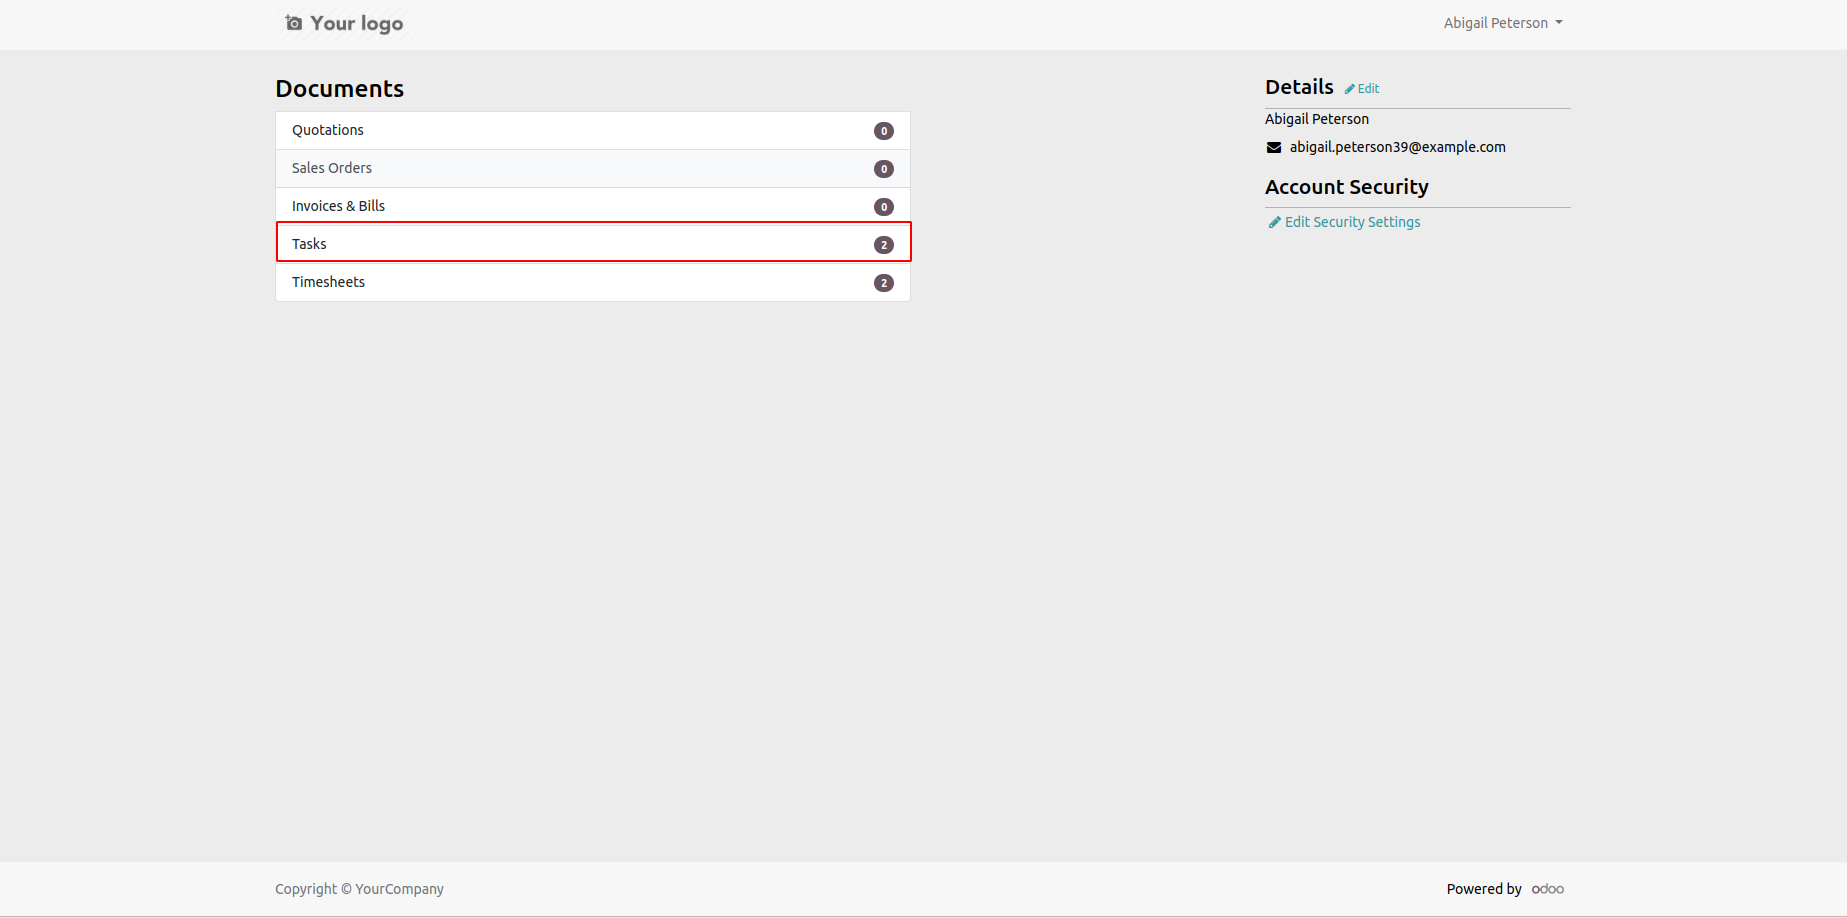 Your logo
Abigail Peterson
Documents
Quotations 0
Sales Orders 0
Invoices & Bills 0
Tasks 2
Timesheets 2
Details Edit
Abigail Peterson
abigail.peterson39@example.com
Account Security
Edit Security Settings
Copyright © YourCompany
Powered by odoo